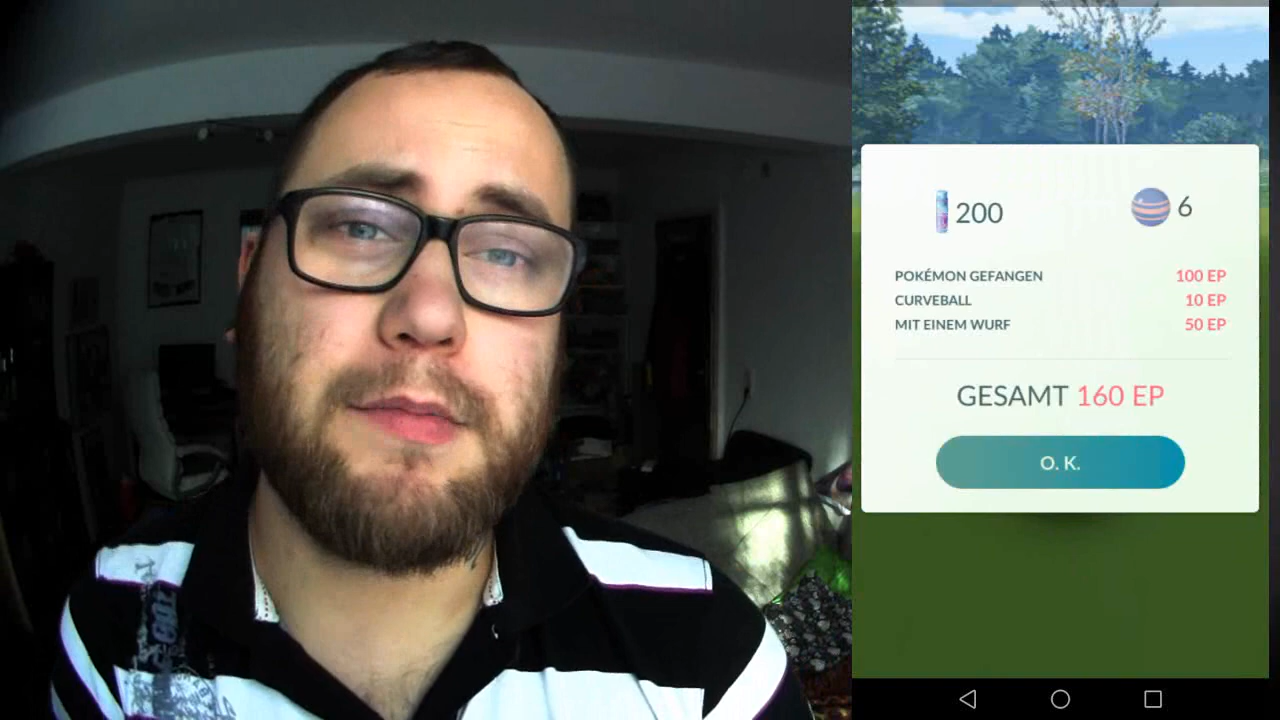 200
6
POKÉMON GEFANGEN 100 EP
CURVEBALL 10 EP
MIT EINEM WURF 50 EP
GESAMT 160 EP
O. K.